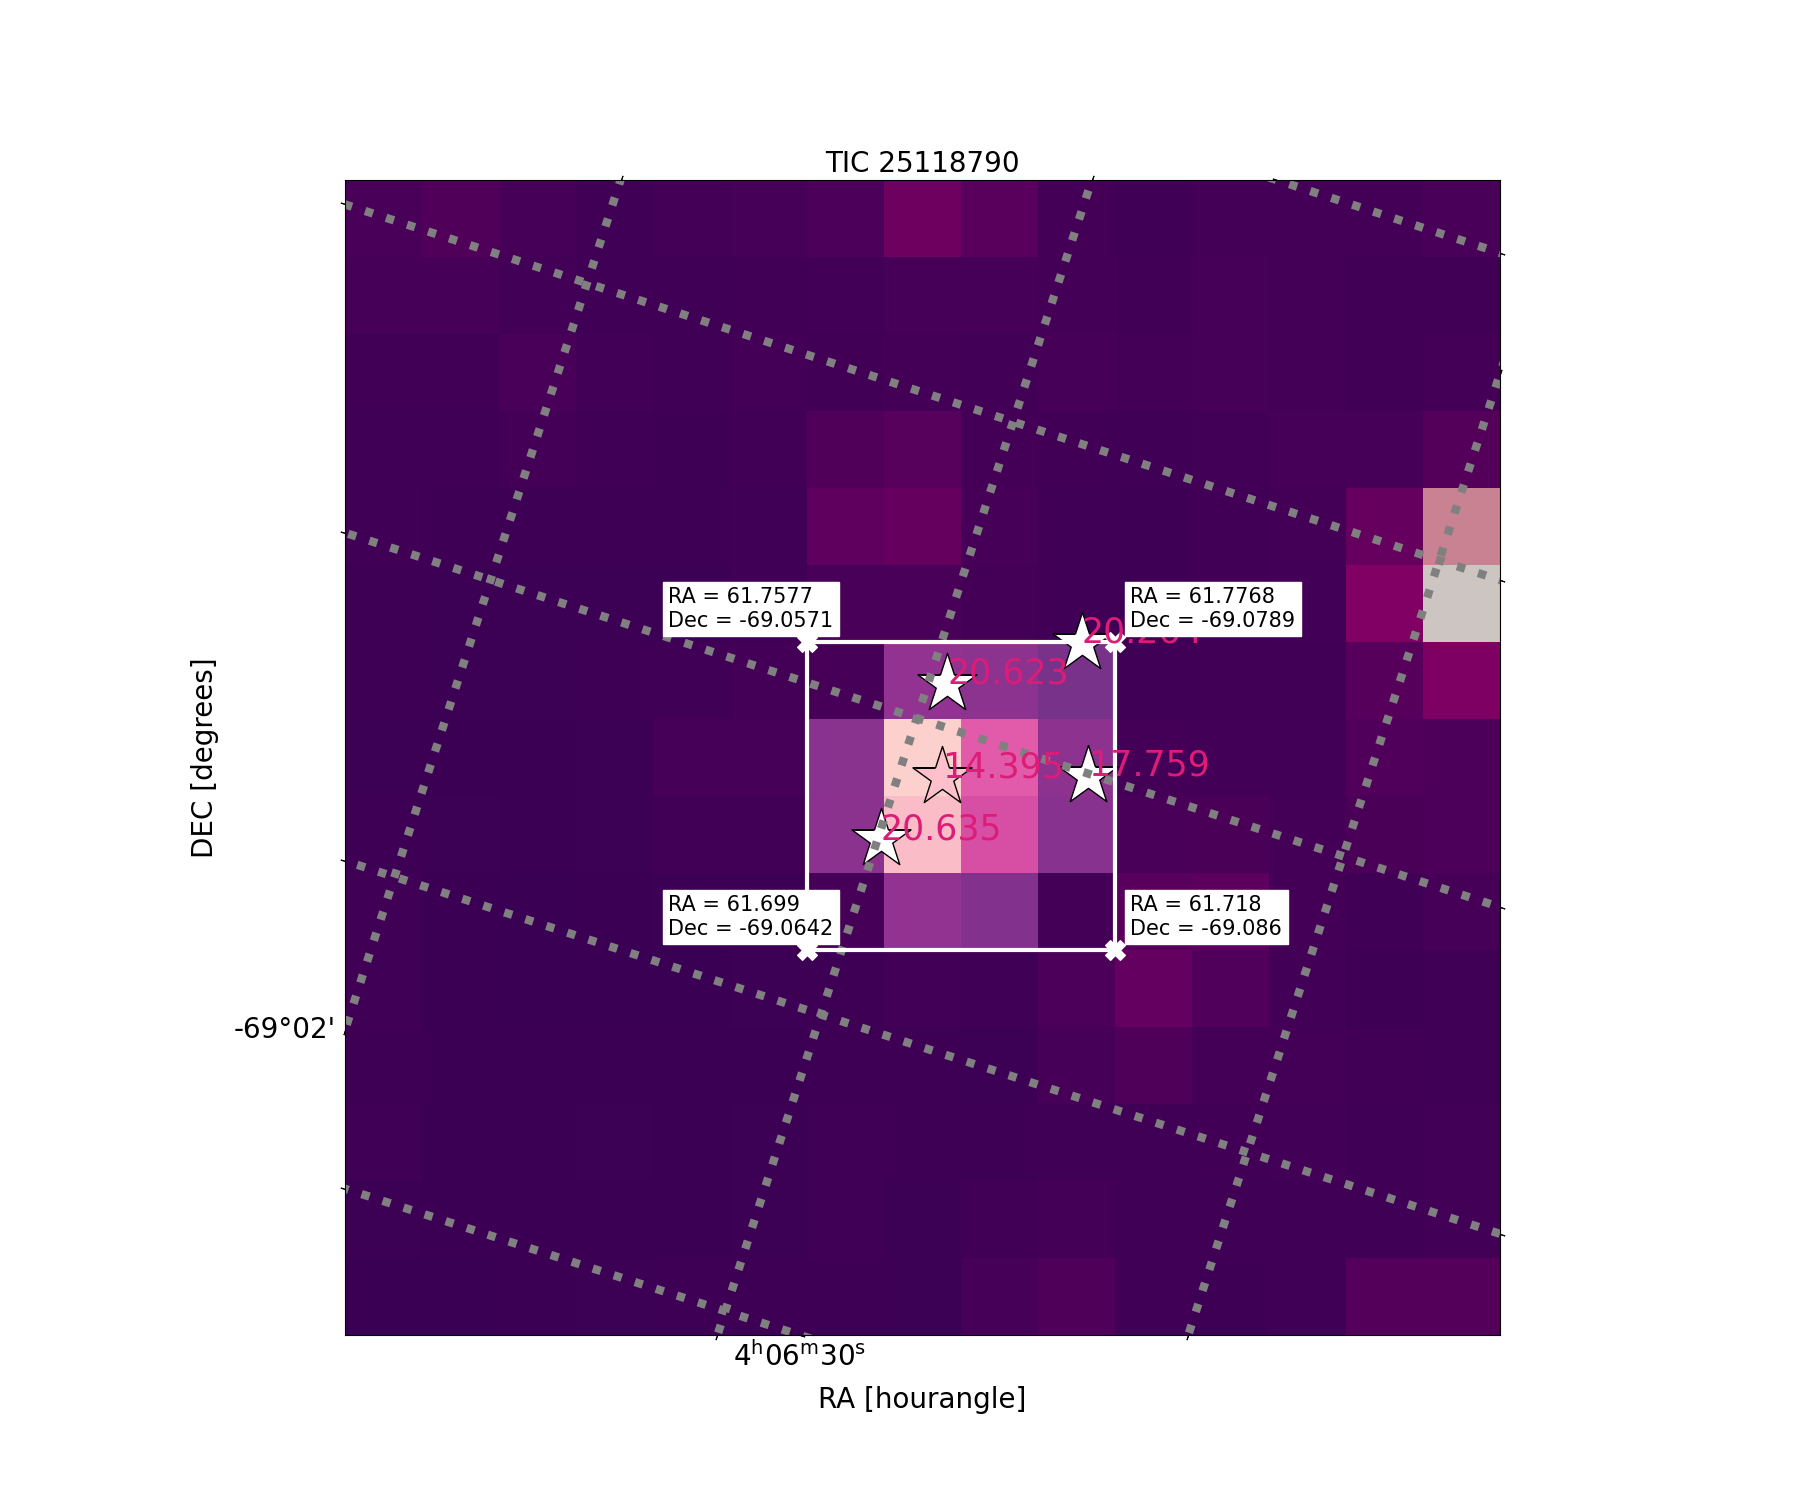 TIC 25118790
RA = 61.7577
Dec = -69.0571
RA = 61.7768
Dec = -69.0789
20.623
14.395
17.759
20.635
RA = 61.699
Dec = -69.0642
RA = 61.718
Dec = -69.086
DEC [degrees]
-69°02'
4h06m30s
RA [hourangle]